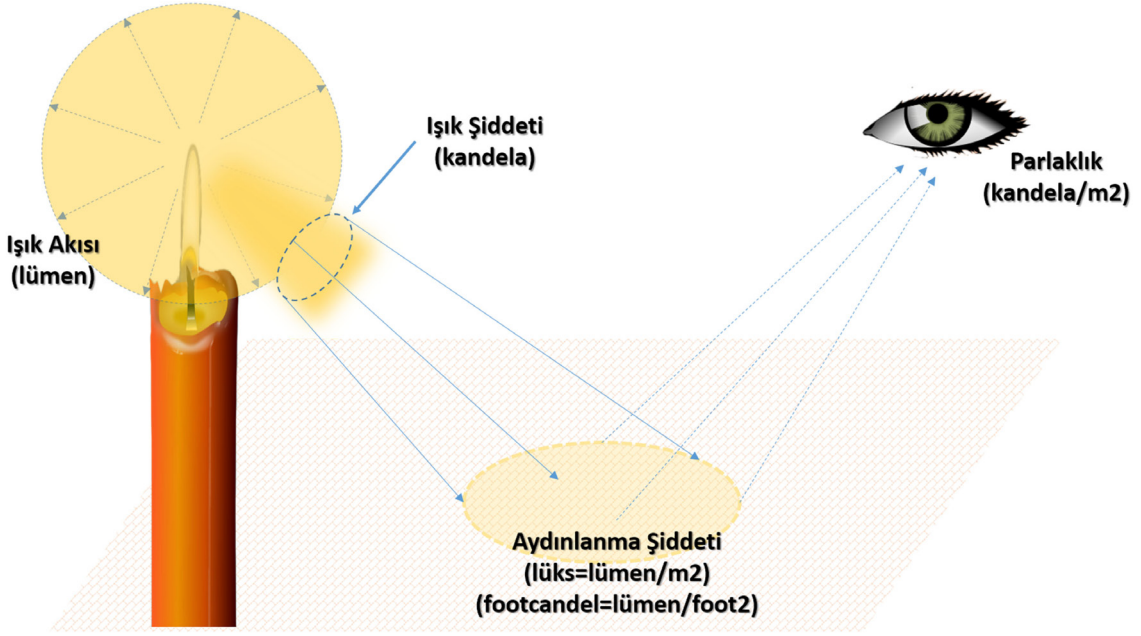 Işık Şiddeti
(kandela)
Parlaklık
(kandela/m2)
Işık Akısı
(lümen)
Aydınlanma Şiddeti
(lüks=lümen/m2)
(footcandel=lümen/foot2)